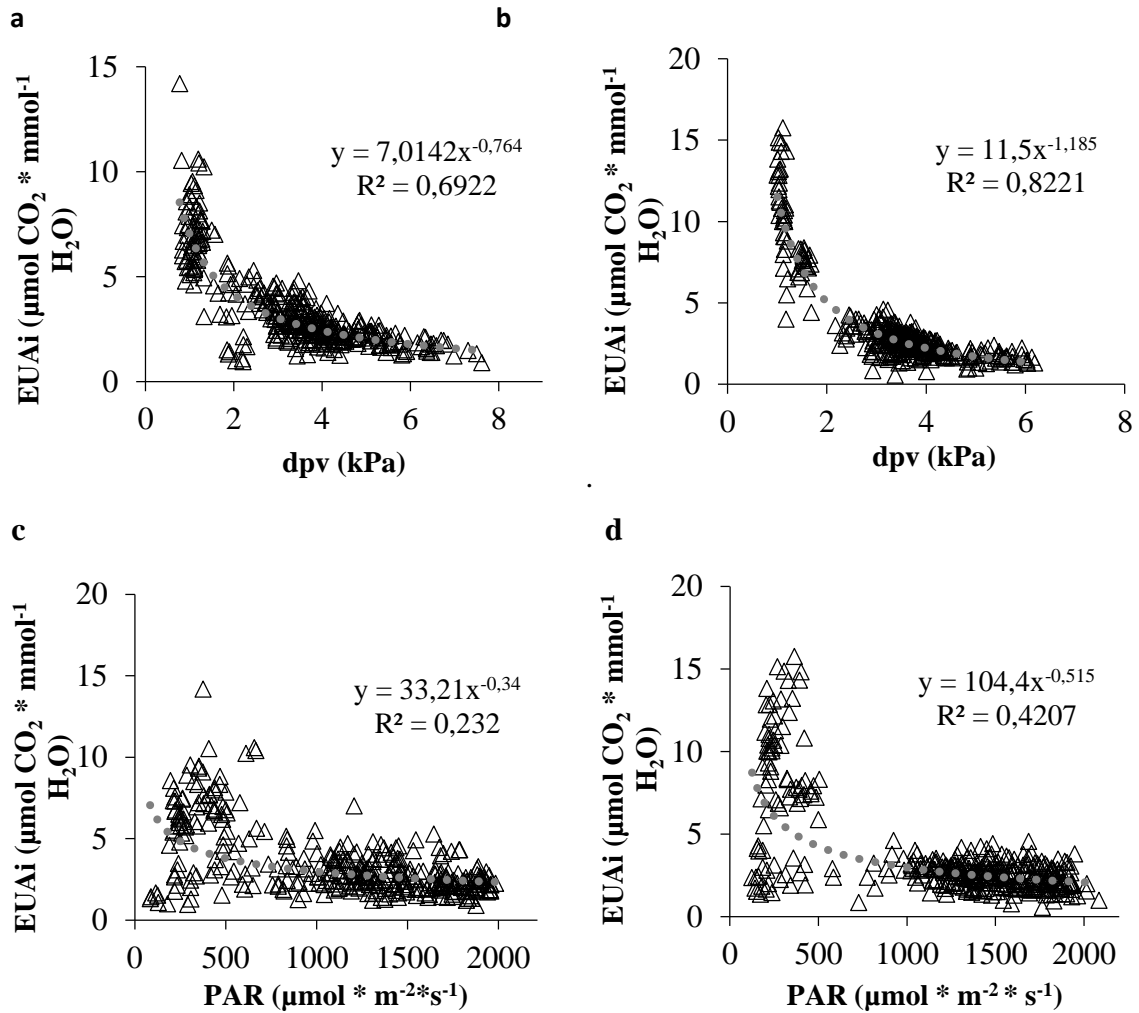 a
EUAi (µmol CO₂ * mmol⁻¹
H₂O)
15
10
5
0
y = 7,0142x⁻⁰,⁷⁶⁴
R² = 0,6922
0 2 4 6 8
dpv (kPa)
b
EUAi (µmol CO₂ * mmol⁻¹
H₂O)
20
15
10
5
0
y = 11,5x⁻¹,¹⁸⁵
R² = 0,8221
0 2 4 6 8
dpv (kPa)
.
c
EUAi (µmol CO₂ * mmol⁻¹
H₂O)
20
15
10
5
0
y = 33,21x⁻⁰,³⁴
R² = 0,232
0 500 1000 1500 2000
PAR (µmol * m⁻²*s⁻¹)
d
EUAi (µmol CO₂ * mmol⁻¹
H₂O)
20
15
10
5
0
y = 104,4x⁻⁰,⁵¹⁵
R² = 0,4207
0 500 1000 1500 2000
PAR (µmol * m⁻² * s⁻¹)